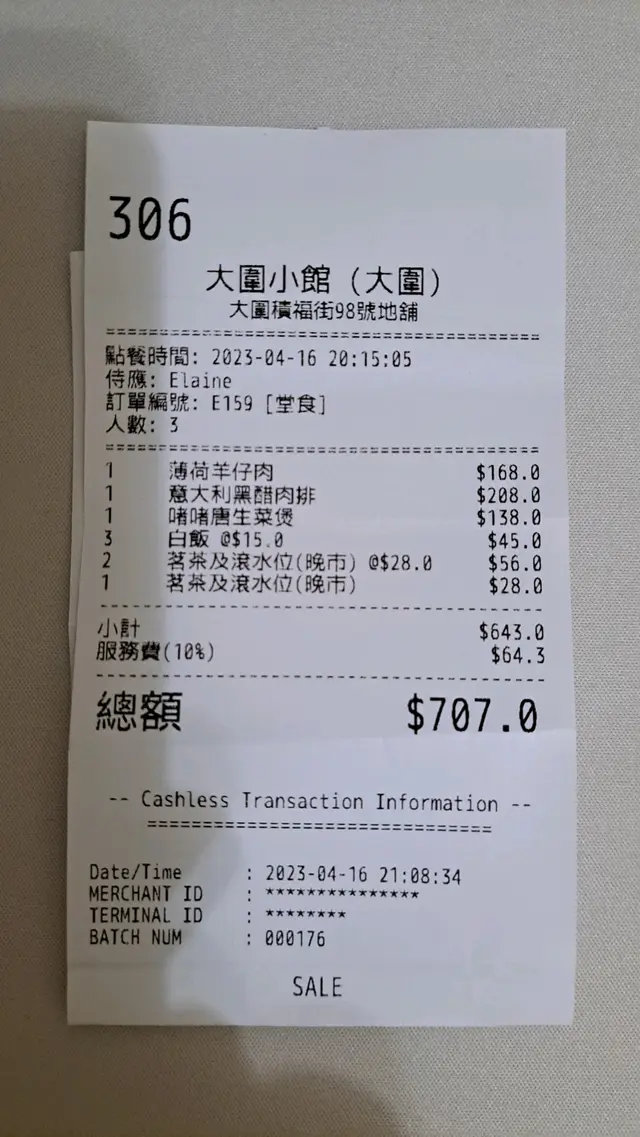 306
大圍小館 (大圍)
大圍積福街98號地舖
========================================
點餐時間: 2023-04-16 20:15:05
侍應: Elaine
訂單編號: E159 [堂食]
人數: 3
========================================
1 薄荷羊仔肉 $168.0
1 意大利黑醋肉排 $208.0
1 啫啫唐生菜煲 $138.0
3 白飯 @$15.0 $45.0
2 茗茶及滾水位(晚市) @$28.0 $56.0
1 茗茶及滾水位(晚市) $28.0
----------------------------------------
小計 $643.0
服務費(10%) $64.3
----------------------------------------
總額 $707.0
-- Cashless Transaction Information --
==============================
Date/Time : 2023-04-16 21:08:34
MERCHANT ID : ***************
TERMINAL ID : ********
BATCH NUM : 000176
SALE